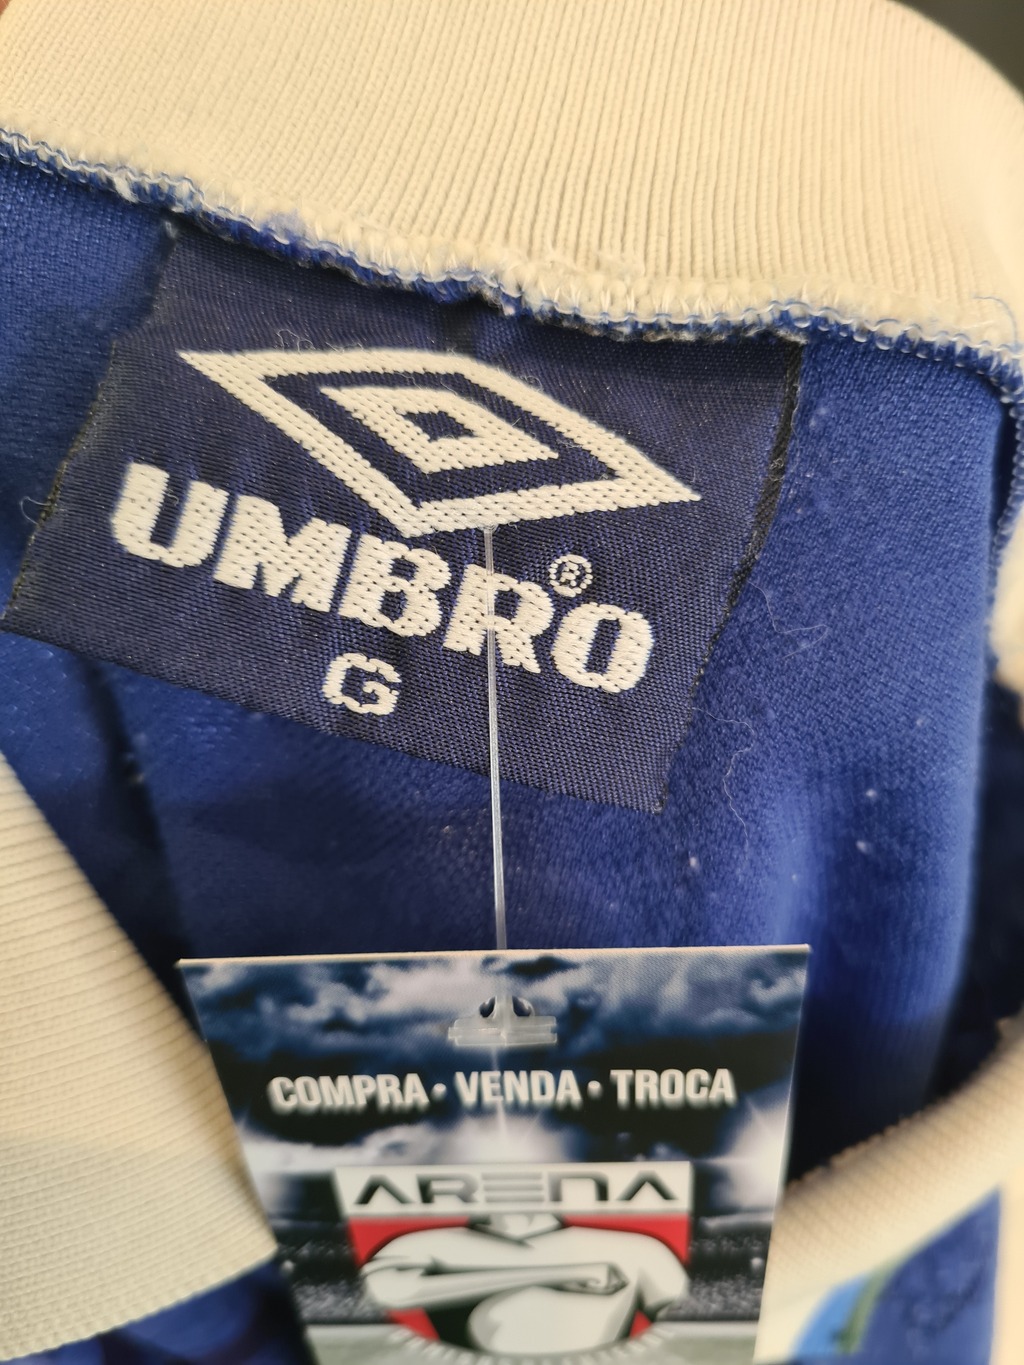 UMBRO®
G
COMPRA • VENDA • TROCA
ARENA